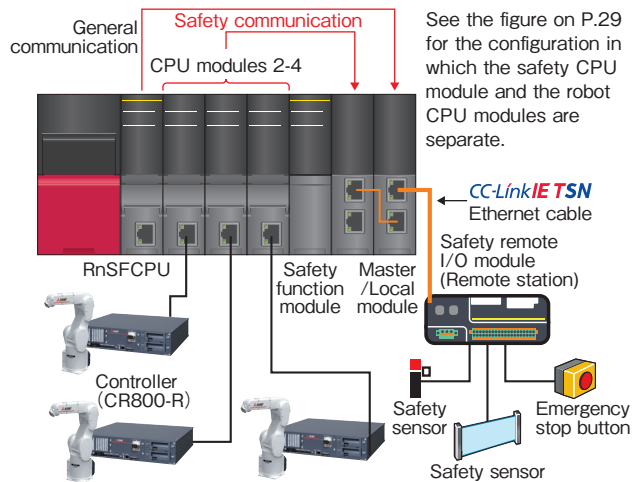 General
communication
Safety communication
CPU modules 2-4
See the figure on P.29
for the configuration in
which the safety CPU
module and the robot
CPU modules are
separate.
CC-Link IE TSN
Ethernet cable
Safety remote
I/O module
(Remote station)
RnSFCPU
Safety
function
module
Master
/Local
module
Controller
(CR800-R)
Safety
sensor
Safety sensor
Emergency
stop button